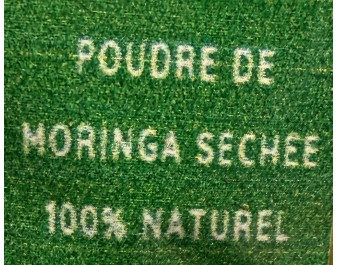 POUDRE DE
MORINGA SECHEE
100% NATUREL